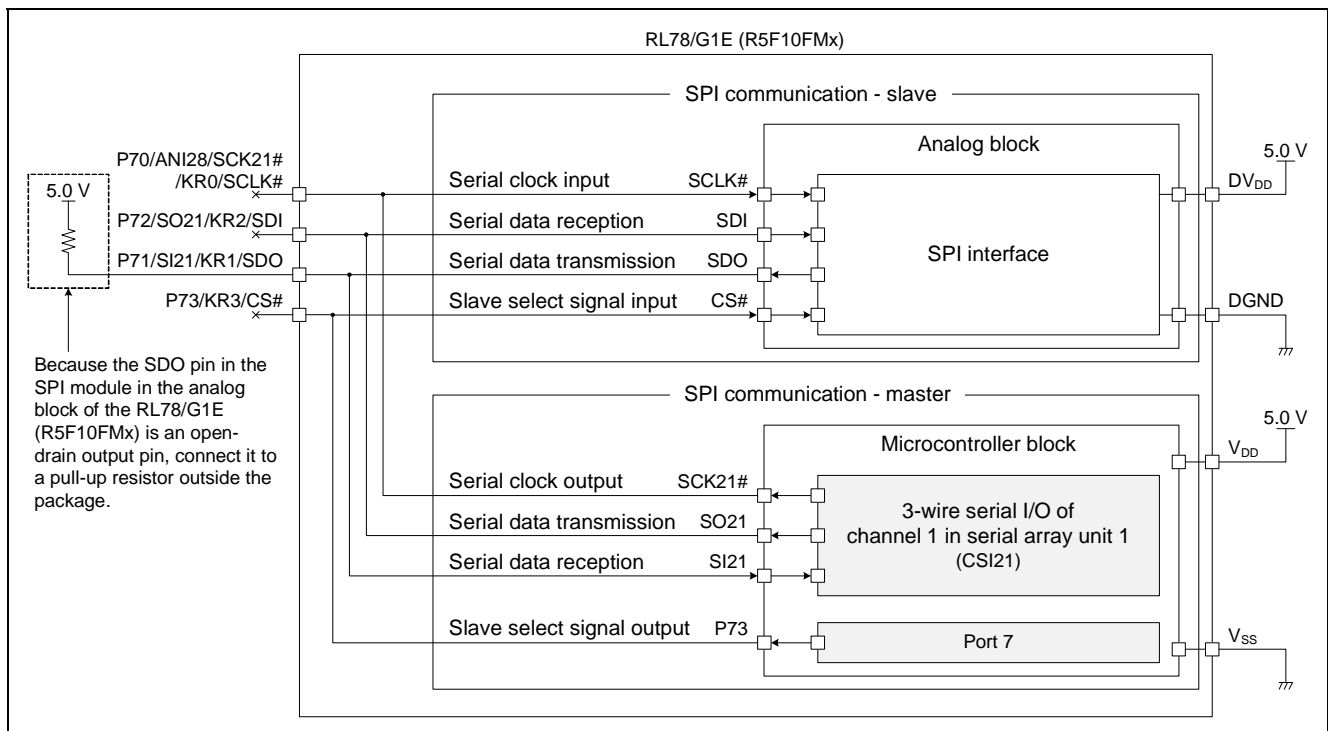 RL78/G1E (R5F10FMx)
SPI communication - slave
Analog block
P70/ANI28/SCK21#
/KR0/SCLK#
5.0 V
Serial clock input
SCLK#
5.0 V
DVDD
P72/SO21/KR2/SDI
Serial data reception
SDI
SPI interface
P71/SI21/KR1/SDO
Serial data transmission
SDO
P73/KR3/CS#
Slave select signal input
CS#
DGND
Because the SDO pin in the
SPI module in the analog
block of the RL78/G1E
(R5F10FMx) is an open-
drain output pin, connect it to
a pull-up resistor outside the
package.
SPI communication - master
5.0 V
Microcontroller block
VDD
Serial clock output
SCK21#
3-wire serial I/O of
channel 1 in serial array unit 1
(CSI21)
Serial data transmission
SO21
Serial data reception
SI21
Slave select signal output
P73
Port 7
VSS